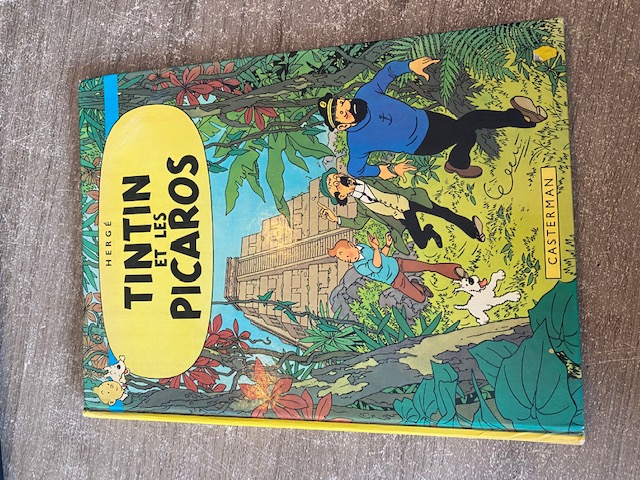 HERGÉ
TINTIN
ET LES
PICAROS
CASTERMAN